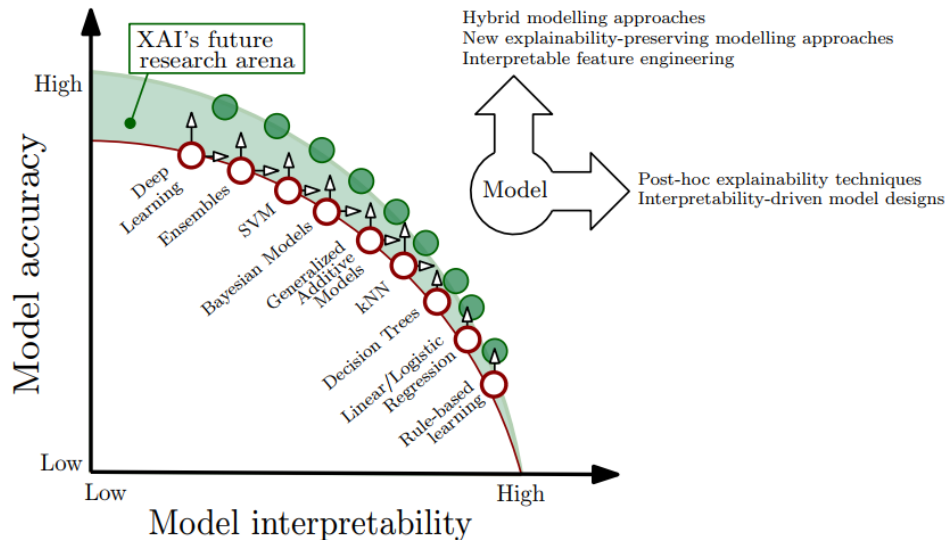 Hybrid modelling approaches
New explainability-preserving modelling approaches
Interpretable feature engineering
XAI's future
research arena
High
Model accuracy
Model
Post-hoc explainability techniques
Interpretability-driven model designs
Deep
Learning
Ensembles
SVM
Bayesian Models
Generalized
Additive
Models
kNN
Decision Trees
Linear/Logistic
Regression
Rule-based
learning
Low
Low
High
Model interpretability